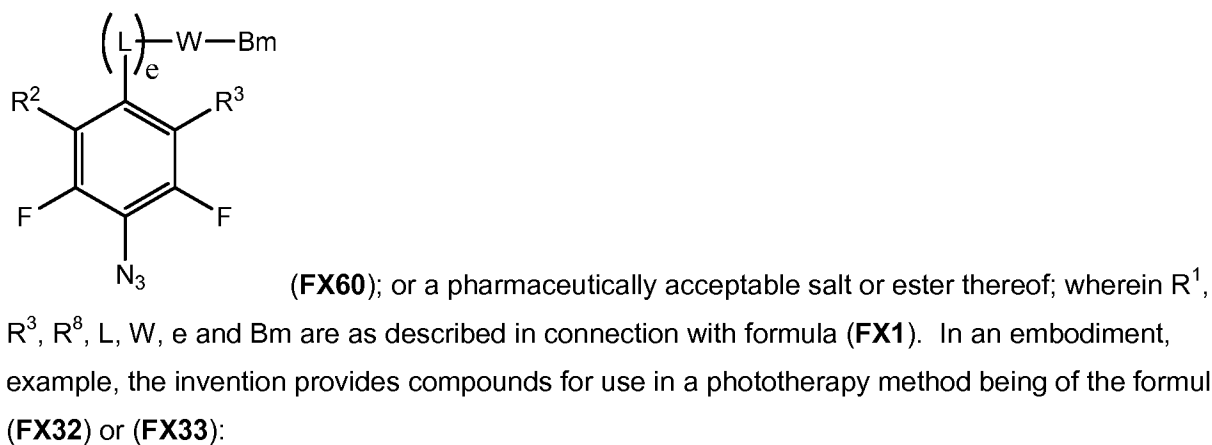 (L)e—W—Bm
R² R³
F F
N₃
(FX60); or a pharmaceutically acceptable salt or ester thereof; wherein R¹,
R³, R⁸, L, W, e and Bm are as described in connection with formula (FX1). In an embodiment,
example, the invention provides compounds for use in a phototherapy method being of the formul
(FX32) or (FX33):